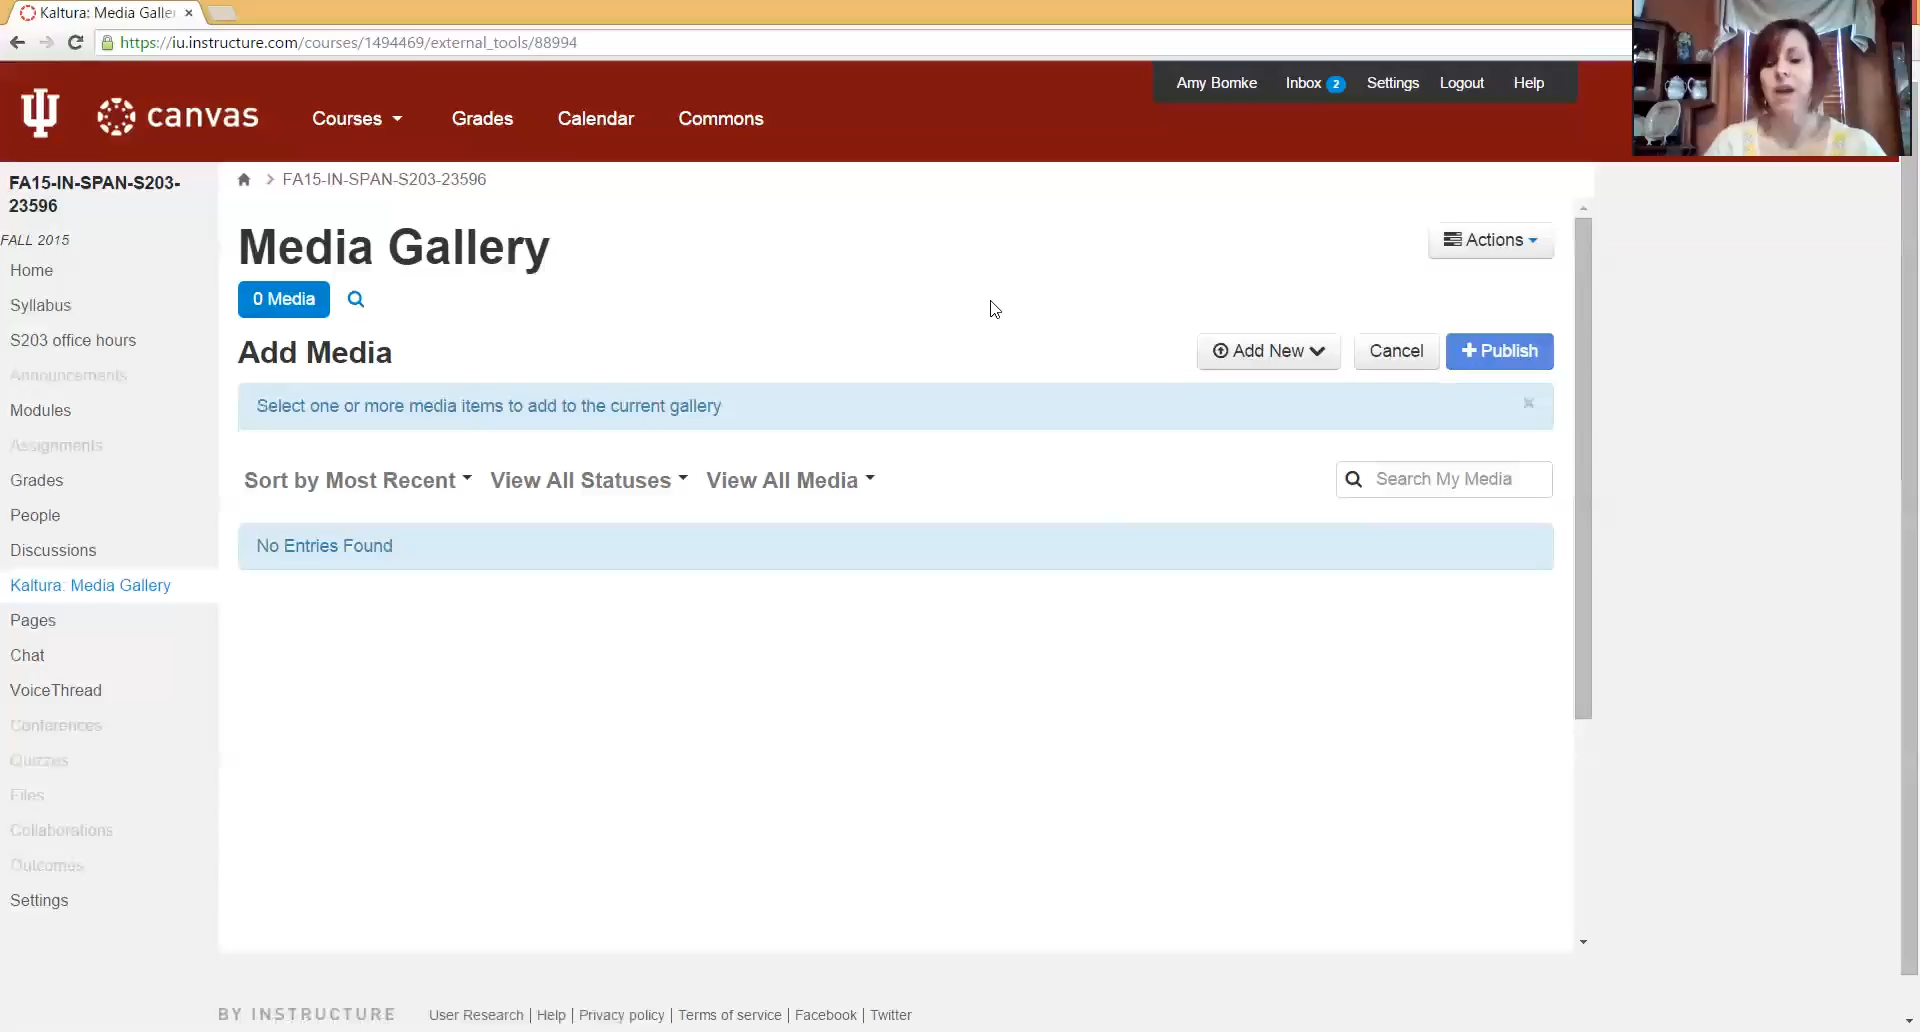 Kaltura: Media Galle
https://iu.instructure.com/courses/1494469/external_tools/88994
Amy Bomke Inbox 2 Settings Logout Help
canvas Courses Grades Calendar Commons
FA15-IN-SPAN-S203-
23596
FALL 2015
Home
Syllabus
S203 office hours
Announcements
Modules
Assignments
Grades
People
Discussions
Kaltura: Media Gallery
Pages
Chat
VoiceThread
Conferences
Quizzes
Files
Collaborations
Outcomes
Settings
FA15-IN-SPAN-S203-23596
Media Gallery
Actions
0 Media
Add Media
Add New Cancel + Publish
Select one or more media items to add to the current gallery ×
Sort by Most Recent View All Statuses View All Media Search My Media
No Entries Found
BY INSTRUCTURE User Research | Help | Privacy policy | Terms of service | Facebook | Twitter